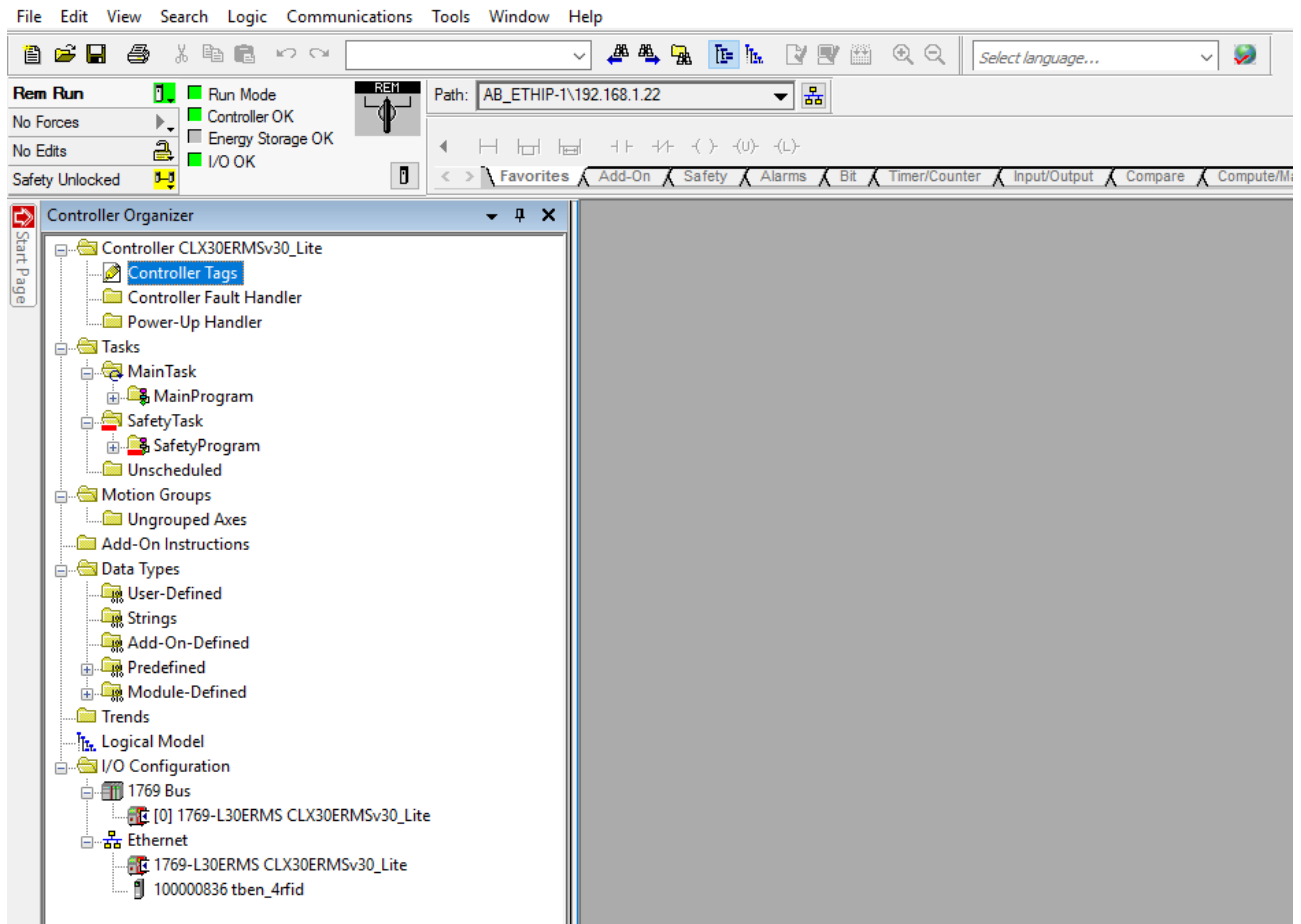 File Edit View Search Logic Communications Tools Window Help
Select language...
Rem Run
No Forces
No Edits
Safety Unlocked
Run Mode
Controller OK
Energy Storage OK
I/O OK
REM
Path: AB_ETHIP-1\192.168.1.22
Favorites Add-On Safety Alarms Bit Timer/Counter Input/Output Compare Compute/Ma
Start Page
Controller Organizer
Controller CLX30ERMSv30_Lite
Controller Tags
Controller Fault Handler
Power-Up Handler
Tasks
MainTask
MainProgram
SafetyTask
SafetyProgram
Unscheduled
Motion Groups
Ungrouped Axes
Add-On Instructions
Data Types
User-Defined
Strings
Add-On-Defined
Predefined
Module-Defined
Trends
Logical Model
I/O Configuration
1769 Bus
[0] 1769-L30ERMS CLX30ERMSv30_Lite
Ethernet
1769-L30ERMS CLX30ERMSv30_Lite
100000836 tben_4rfid